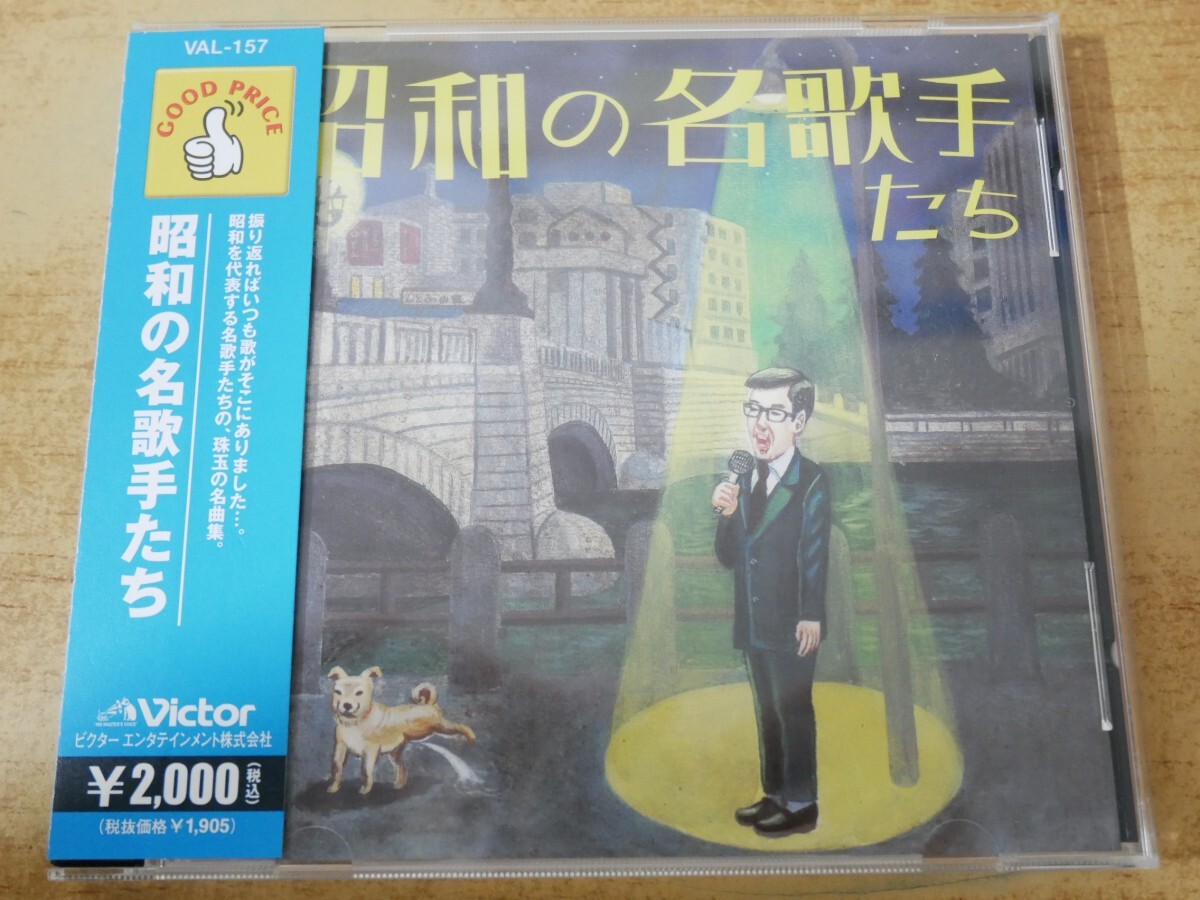 VAL-157
GOOD PRICE
昭和の名歌手たち
振り返ればいつも歌がそこにありました…。
昭和を代表する名歌手たちの、珠玉の名曲集。
"HIS MASTER'S VOICE"
Victor
ビクター エンタテインメント株式会社
¥2,000(税込)
(税抜価格¥1,905)
昭和の名歌手
たち